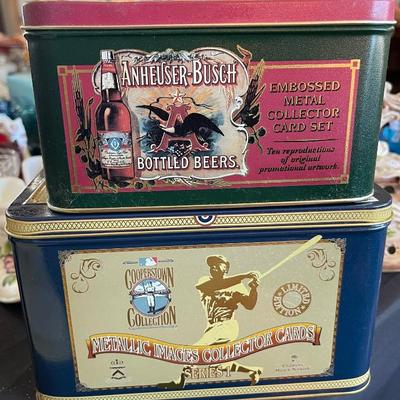 ANHEUSER-BUSCH
A
BOTTLED BEERS
EMBOSSED
METAL
COLLECTOR
CARD SET
Ten reproductions
of original
promotional artwork.
COOPERSTOWN
COLLECTION
LIMITED
EDITION
METALLIC IMAGES COLLECTOR CARDS
SERIES 1